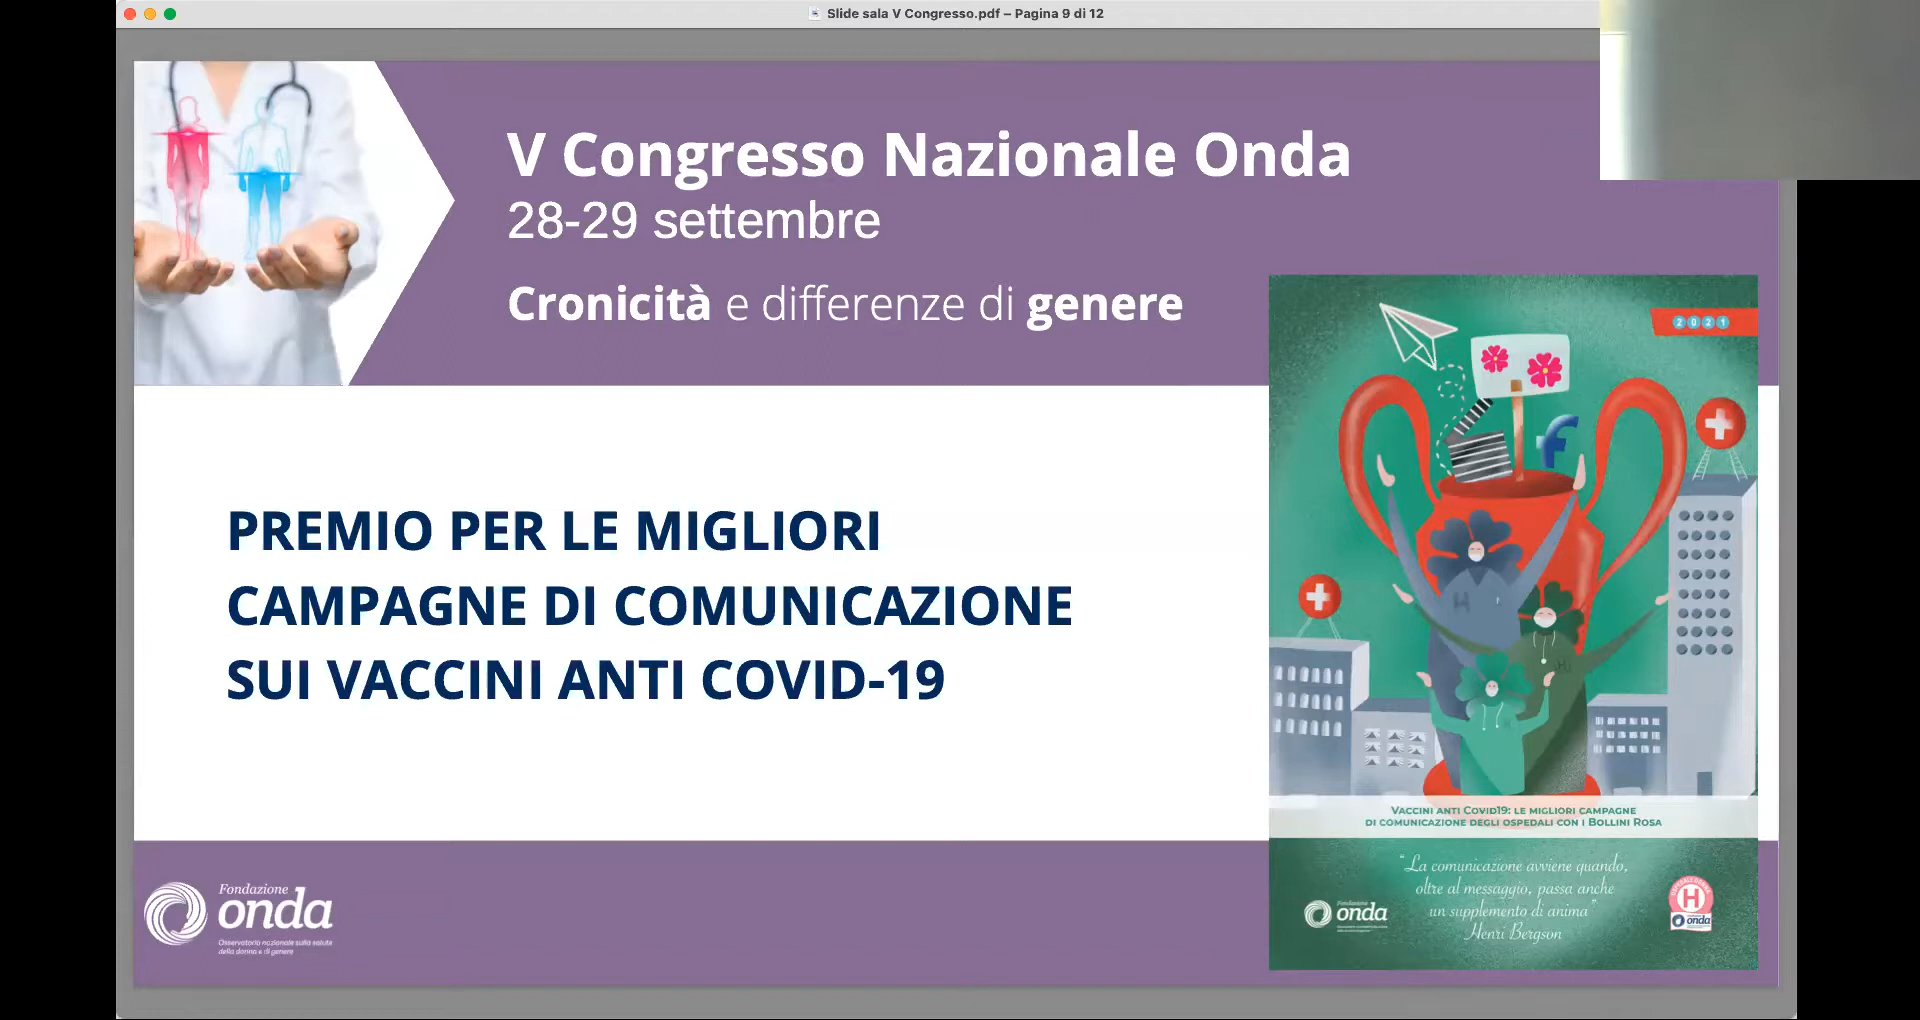 Slide sala V Congresso.pdf – Pagina 9 di 12
V Congresso Nazionale Onda
28-29 settembre
Cronicità e differenze di genere
2021
PREMIO PER LE MIGLIORI
CAMPAGNE DI COMUNICAZIONE
SUI VACCINI ANTI COVID-19
f
H
Vaccini anti Covid19: le migliori campagne
di comunicazione degli ospedali con i Bollini Rosa
“La comunicazione avviene quando,
oltre al messaggio, passa anche
un supplemento di anima”
Henri Bergson
Fondazione
onda
Osservatorio nazionale sulla salute
della donna e di genere
Fondazione
onda
H
onda